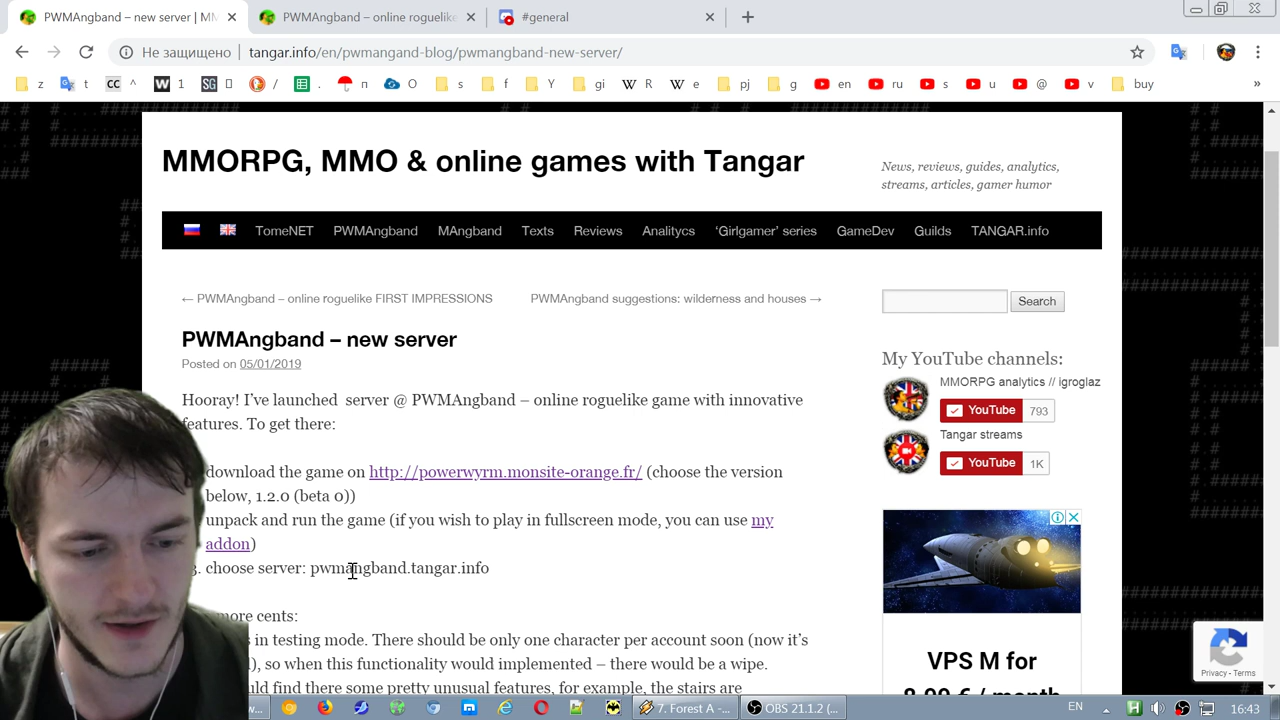 PWMAngband – new server | MM
PWMAngband – online roguelike
#general
Не защищено
tangar.info/en/pwmangband-blog/pwmangband-new-server/
z t ^ 1 . n O s f gi R e pj g en ru s u @ v buy »
MMORPG, MMO & online games with Tangar
News, reviews, guides, analytics,
streams, articles, gamer humor
TomeNET PWMAngband MAngband Texts Reviews Analitycs ‘Girlgamer’ series GameDev Guilds TANGAR.info
← PWMAngband – online roguelike FIRST IMPRESSIONS
PWMAngband suggestions: wilderness and houses →
Search
PWMAngband – new server
Posted on 05/01/2019
Hooray! I’ve launched server @ PWMAngband – online roguelike game with innovative
features. To get there:
download the game on http://powerwyrm.monsite-orange.fr/ (choose the version
below, 1.2.0 (beta 0))
unpack and run the game (if you wish to play in fullscreen mode, you can use my
addon)
3. choose server: pwmangband.tangar.info
more cents:
in testing mode. There should be only one character per account soon (now it’s
), so when this functionality would implemented – there would be a wipe.
find there some pretty unusual features, for example, the stairs are
My YouTube channels:
MMORPG analytics // igroglaz
YouTube 793
Tangar streams
YouTube 1K
VPS M for
8.99 € / month
Privacy - Terms
7. Forest A - ...
OBS 21.1.2 (...
EN
16:43